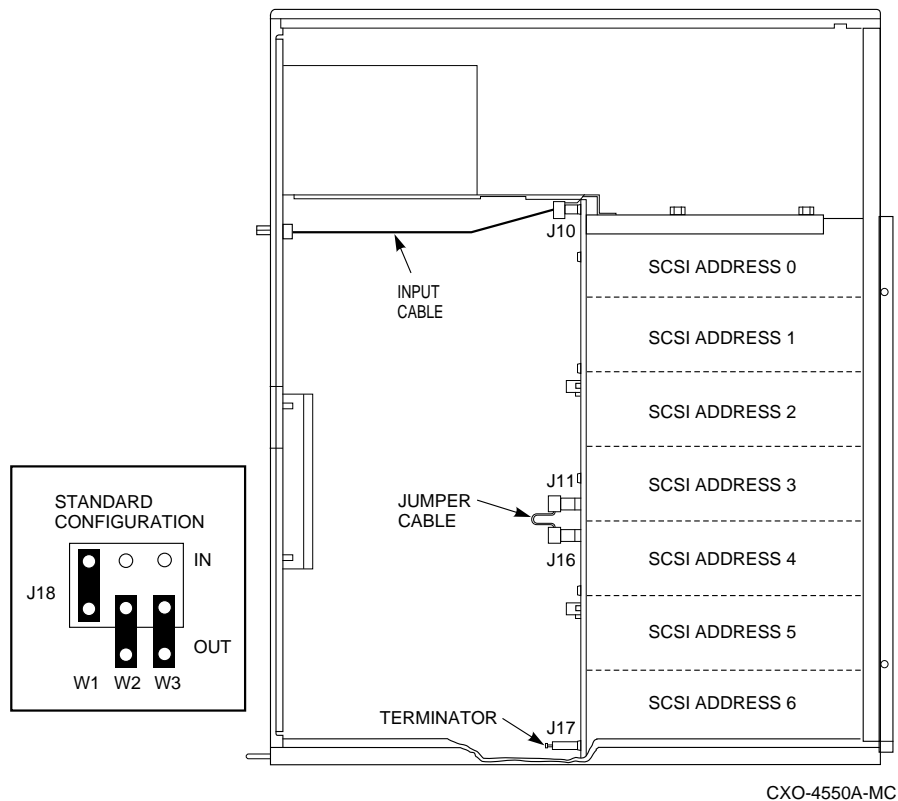 J10
SCSI ADDRESS 0
INPUT
CABLE
SCSI ADDRESS 1
SCSI ADDRESS 2
J11
SCSI ADDRESS 3
JUMPER
CABLE
J16
SCSI ADDRESS 4
SCSI ADDRESS 5
SCSI ADDRESS 6
TERMINATOR
J17
STANDARD
CONFIGURATION
IN
J18
OUT
W1 W2 W3
CXO-4550A-MC